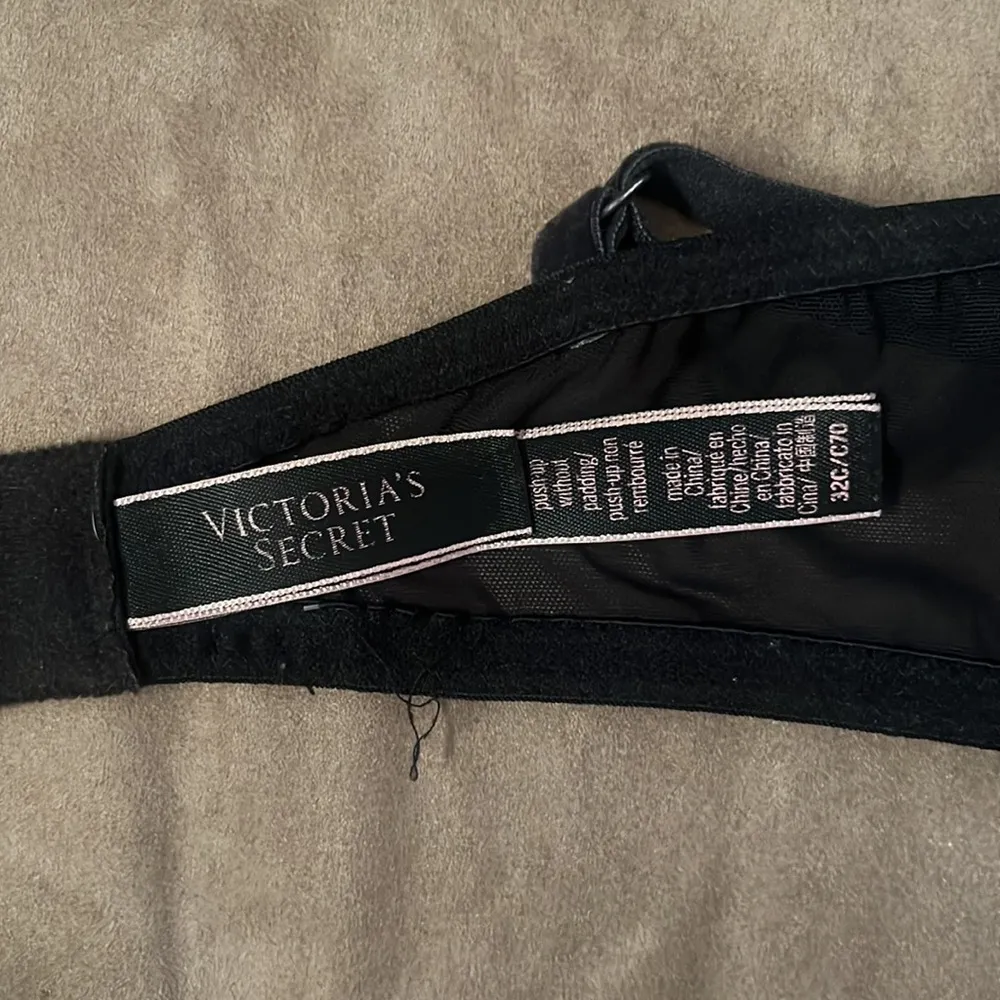 VICTORIA'S
SECRET
push-up
without
padding/
push-up non
rembourré
made in
China/
fabriqué en
Chine/hecho
en China/
fabricato in
Cina/ 中国制造
32C/C70